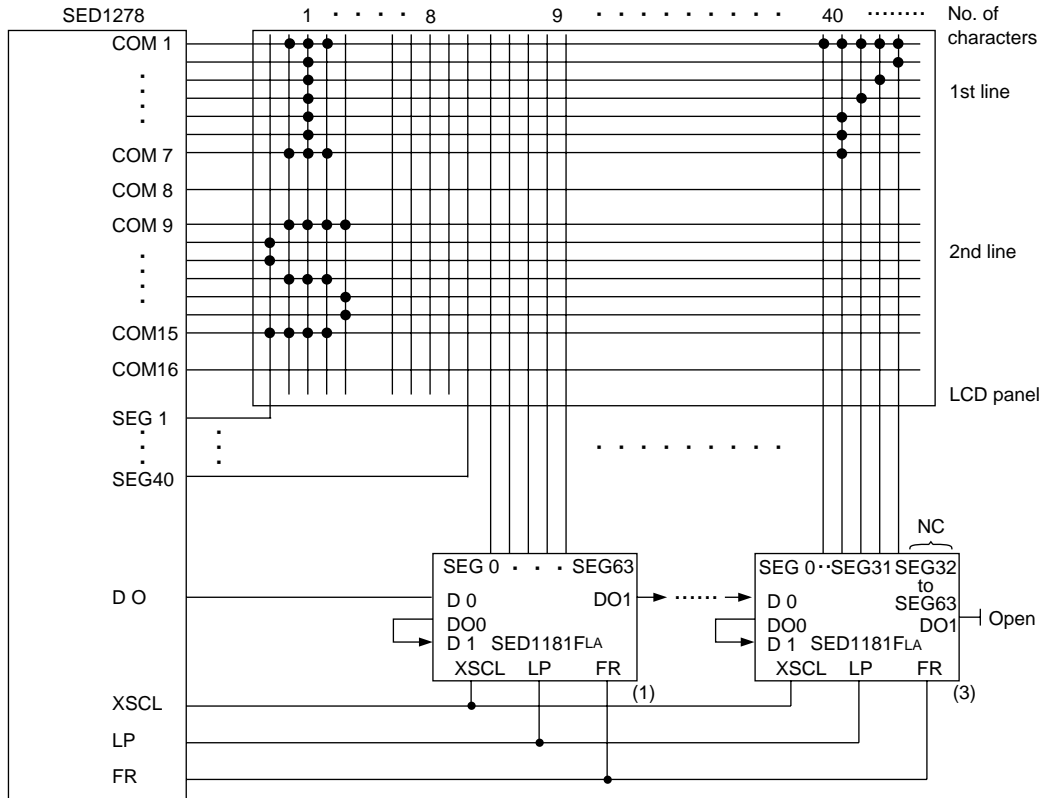 SED1278
1 · · · · 8 9 · · · · · · · · 40 ········ No. of
characters
COM 1
1st line
COM 7
COM 8
COM 9
2nd line
COM15
COM16
LCD panel
SEG 1
SEG40
NC
SEG 0 · · · SEG63
SEG 0 ·· SEG31 SEG32
to
SEG63
D O
D 0 DO1
D 0
DO0
DO0 DO1 Open
D 1 SED1181FLA
D 1 SED1181FLA
XSCL LP FR
XSCL LP FR
(1)
(3)
XSCL
LP
FR